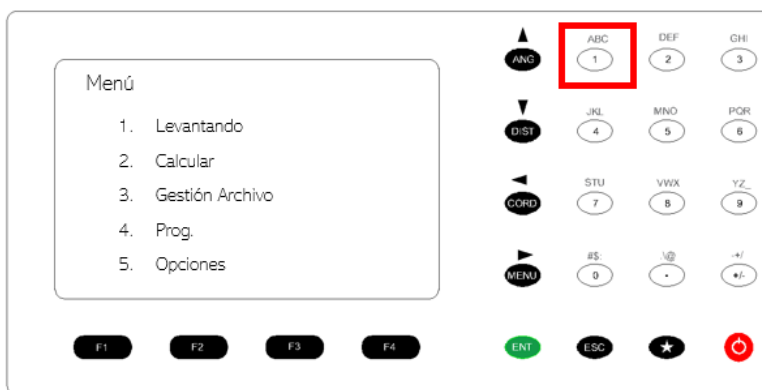 Menú
1. Levantando
2. Calcular
3. Gestión Archivo
4. Prog.
5. Opciones
ANG
ABC
1
DEF
2
GHI
3
DIST
JKL
4
MNO
5
PQR
6
CORD
STU
7
VWX
8
YZ_
9
MENU
#$:
0
.\@
.
-+/
•/-
F1 F2 F3 F4 ENT ESC